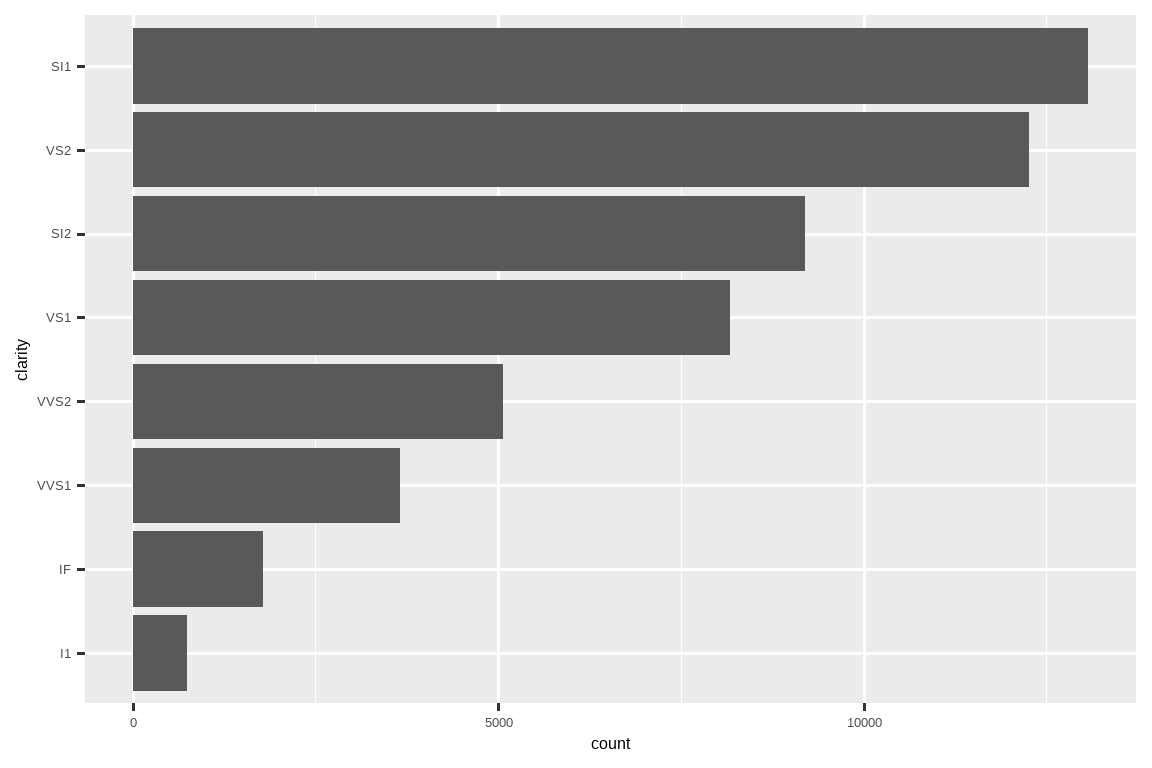 SI1
VS2
SI2
VS1
VVS2
VVS1
IF
I1
clarity
0 5000 10000
count